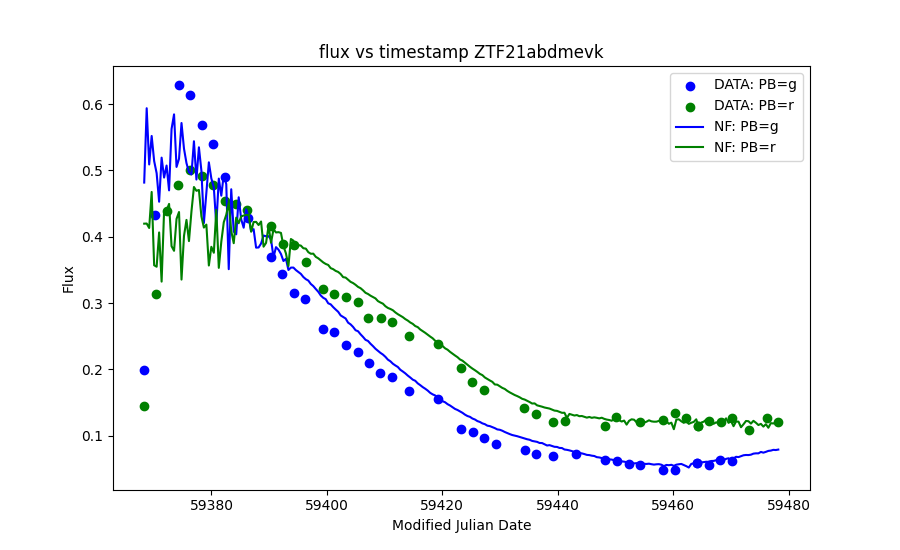 flux vs timestamp ZTF21abdmevk
DATA: PB=g
DATA: PB=r
NF: PB=g
NF: PB=r
0.6
0.5
0.4
0.3
0.2
0.1
Flux
59380
59400
59420
59440
59460
59480
Modified Julian Date